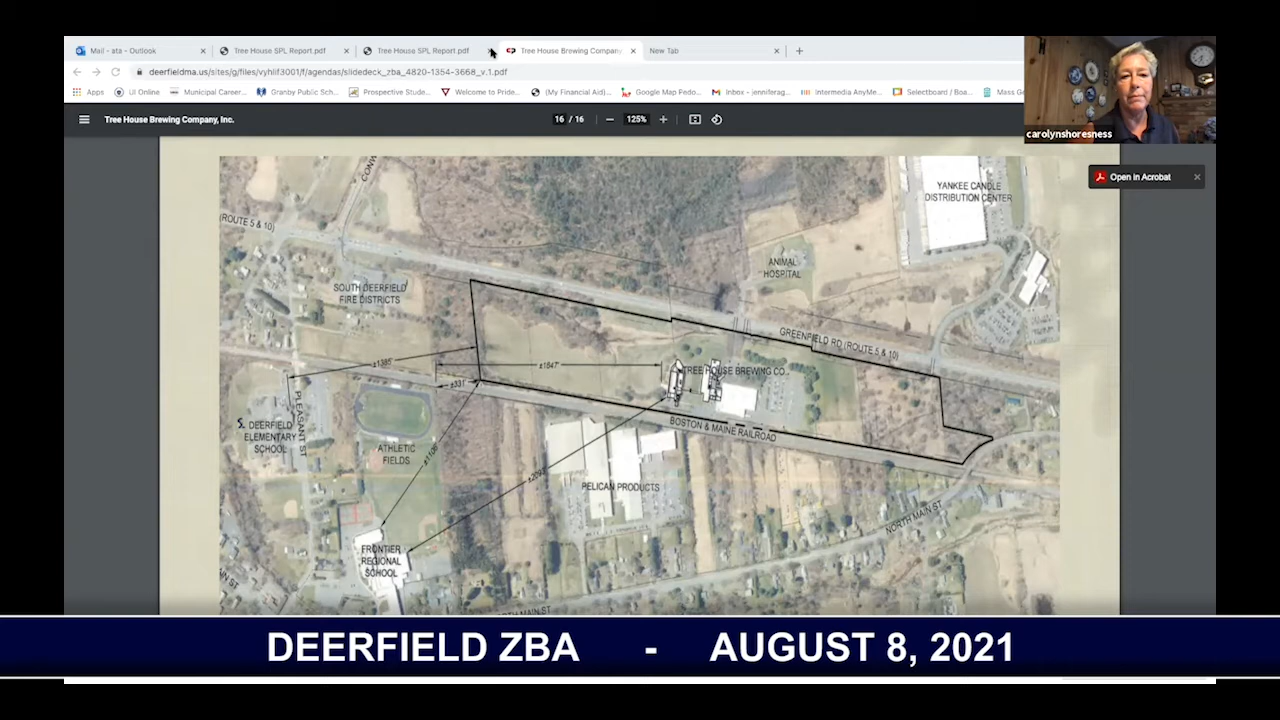 Mail - ata - Outlook
Tree House SPL Report.pdf
Tree House SPL Report.pdf
Tree House Brewing Company
New Tab
deerfieldma.us/sites/g/files/vyhlif3001/f/agendas/slidedeck_zba_4820-1354-3668_v.1.pdf
Apps
UI Online
Municipal Career...
Granby Public Sch...
Prospective Stude...
Welcome to Pride...
(My Financial Aid)...
Google Map Pedo...
Inbox - jenniferag...
Intermedia AnyMe...
Selectboard / Boa...
Mass G
Tree House Brewing Company, Inc.
16 / 16
125%
carolynshoresness
Open in Acrobat
CONW
(ROUTE 5 & 10)
YANKEE CANDLE
DISTRIBUTION CENTER
ANIMAL
HOSPITAL
SOUTH DEERFIELD
FIRE DISTRICTS
GREENFIELD RD (ROUTE 5 & 10)
±1385'
±1647'
±331'
TREE HOUSE BREWING CO.
PLEASANT ST
S. DEERFIELD
ELEMENTARY
SCHOOL
BOSTON & MAINE RAILROAD
ATHLETIC
FIELDS
PELICAN PRODUCTS
NORTH MAIN ST
FRONTIER
REGIONAL
SCHOOL
NORTH MAIN ST
DEERFIELD ZBA - AUGUST 8, 2021